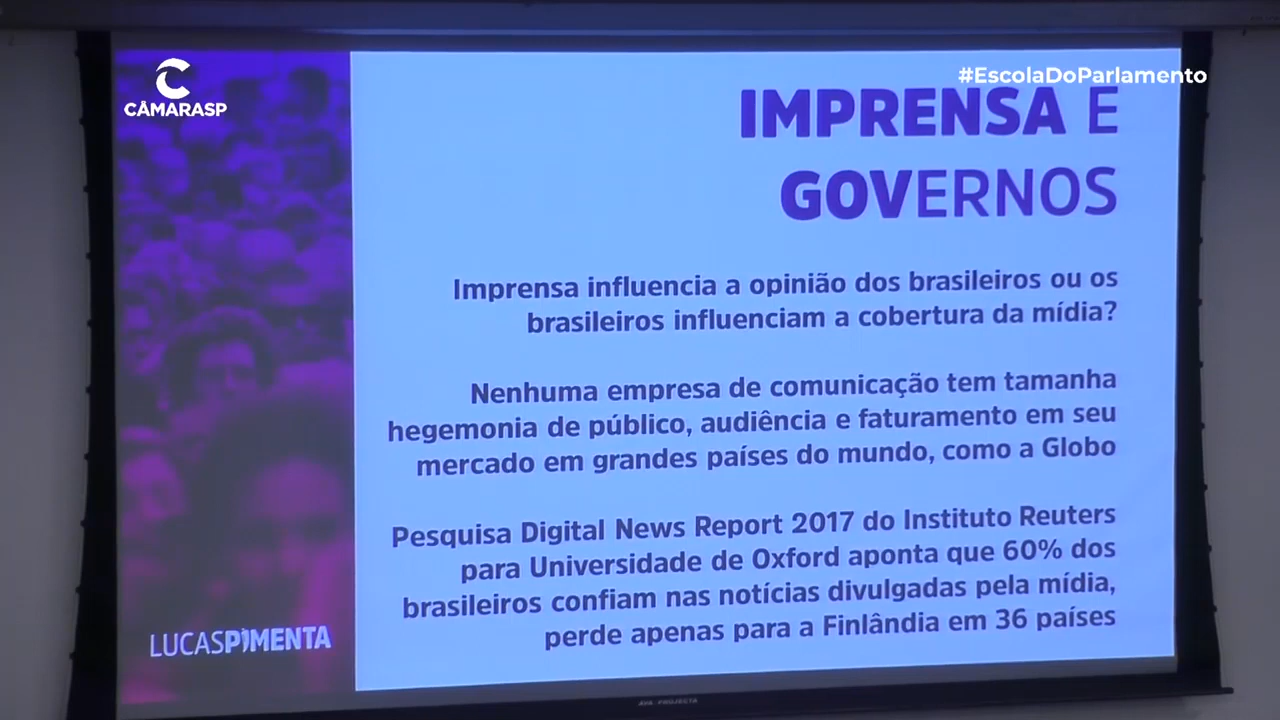 CÂMARASP
#EscolaDoParlamento
IMPRENSA E
GOVERNOS
Imprensa influencia a opinião dos brasileiros ou os
brasileiros influenciam a cobertura da mídia?
Nenhuma empresa de comunicação tem tamanha
hegemonia de público, audiência e faturamento em seu
mercado em grandes países do mundo, como a Globo
Pesquisa Digital News Report 2017 do Instituto Reuters
para Universidade de Oxford aponta que 60% dos
brasileiros confiam nas notícias divulgadas pela mídia,
perde apenas para a Finlândia em 36 países
LUCASPIMENTA
AVA PROJECTA